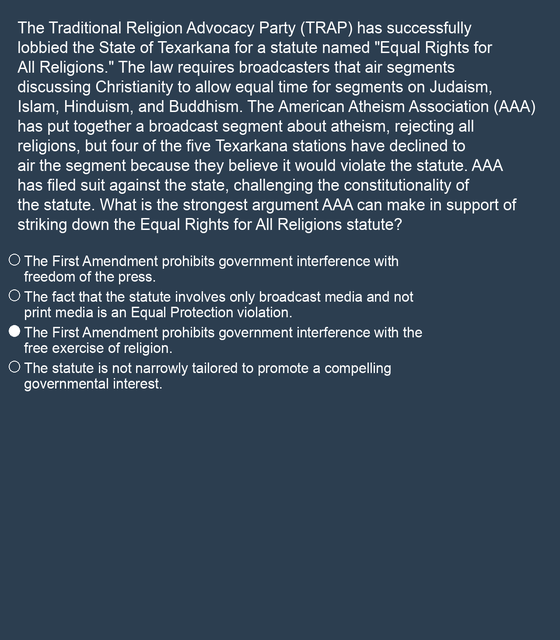 The Traditional Religion Advocacy Party (TRAP) has successfully
lobbied the State of Texarkana for a statute named "Equal Rights for
All Religions." The law requires broadcasters that air segments
discussing Christianity to allow equal time for segments on Judaism,
Islam, Hinduism, and Buddhism. The American Atheism Association (AAA)
has put together a broadcast segment about atheism, rejecting all
religions, but four of the five Texarkana stations have declined to
air the segment because they believe it would violate the statute. AAA
has filed suit against the state, challenging the constitutionality of
the statute. What is the strongest argument AAA can make in support of
striking down the Equal Rights for All Religions statute?
The First Amendment prohibits government interference with
freedom of the press.
The fact that the statute involves only broadcast media and not
print media is an Equal Protection violation.
The First Amendment prohibits government interference with the
free exercise of religion.
The statute is not narrowly tailored to promote a compelling
governmental interest.